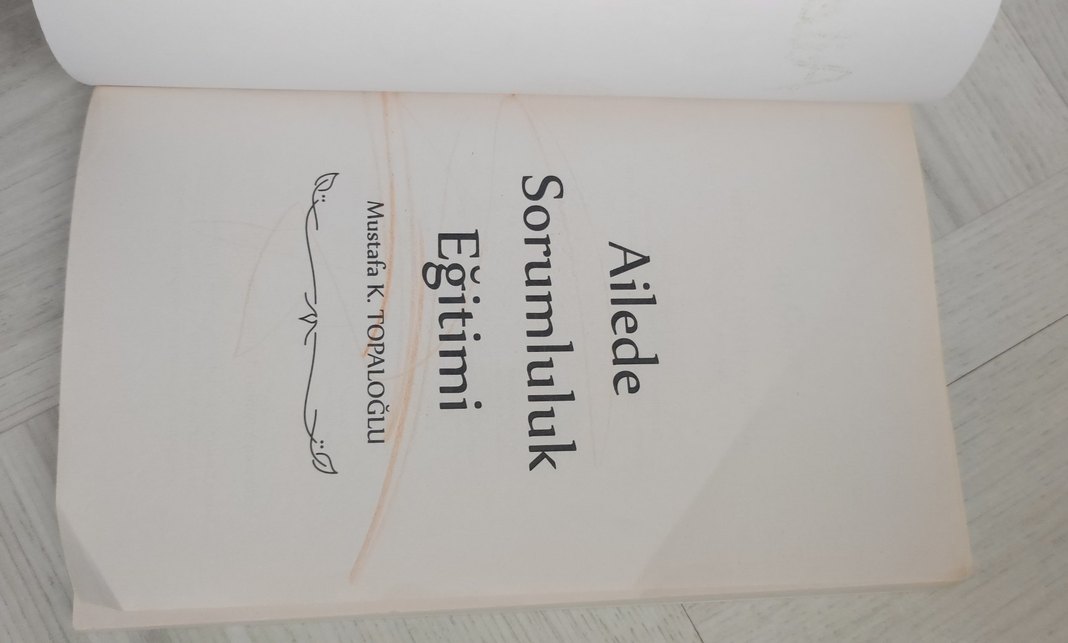 Ailede
Sorumluluk
Eğitimi
Mustafa K. TOPALOĞLU